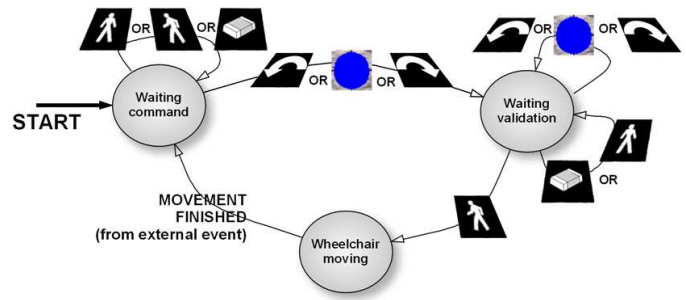 OR
OR
OR
OR
OR
OR
Waiting
command
Waiting
validation
START
OR
MOVEMENT
FINISHED
(from external event)
Wheelchair
moving